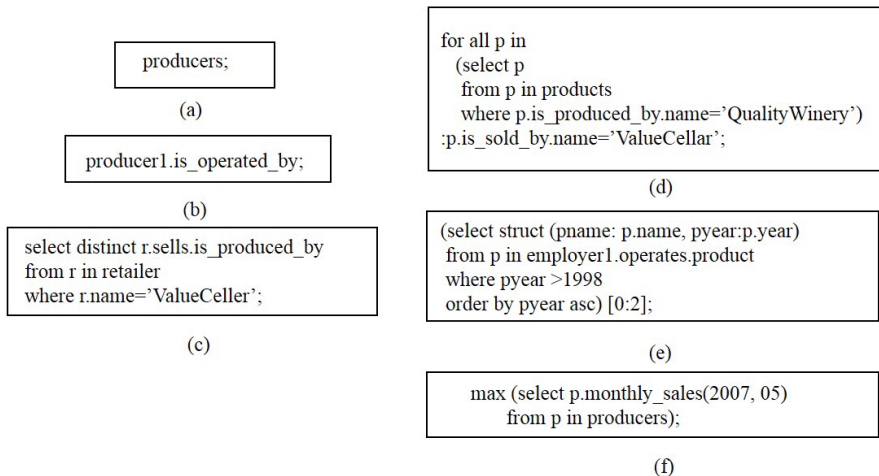 producers;
(a)
producer1.is_operated_by;
(b)
select distinct r.sells.is_produced_by
from r in retailer
where r.name=’ValueCeller’;
(c)
for all p in
(select p
from p in products
where p.is_produced_by.name=’QualityWinery’)
:p.is_sold_by.name=’ValueCellar’;
(d)
(select struct (pname: p.name, pyear:p.year)
from p in employer1.operates.product
where pyear >1998
order by pyear asc) [0:2];
(e)
max (select p.monthly_sales(2007, 05)
from p in producers);
(f)